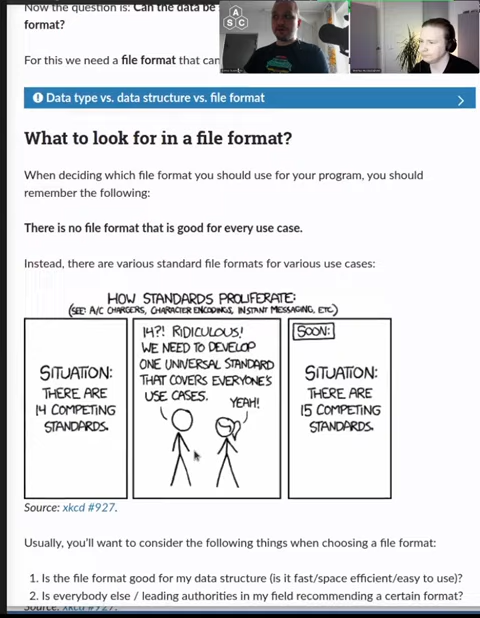 Now the question is: Can the data be
format?
For this we need a file format that can
A
S C
Data type vs. data structure vs. file format
What to look for in a file format?
When deciding which file format you should use for your program, you should
remember the following:
There is no file format that is good for every use case.
Instead, there are various standard file formats for various use cases:
HOW STANDARDS PROLIFERATE:
(SEE: A/C CHARGERS, CHARACTER ENCODINGS, INSTANT MESSAGING, ETC.)
SITUATION:
THERE ARE
14 COMPETING
STANDARDS.
14?! RIDICULOUS!
WE NEED TO DEVELOP
ONE UNIVERSAL STANDARD
THAT COVERS EVERYONE'S
USE CASES.
YEAH!
SOON:
SITUATION:
THERE ARE
15 COMPETING
STANDARDS.
Source: xkcd #927.
Usually, you'll want to consider the following things when choosing a file format:
1. Is the file format good for my data structure (is it fast/space efficient/easy to use)?
2. Is everybody else / leading authorities in my field recommending a certain format?
Source: xkcd #927.